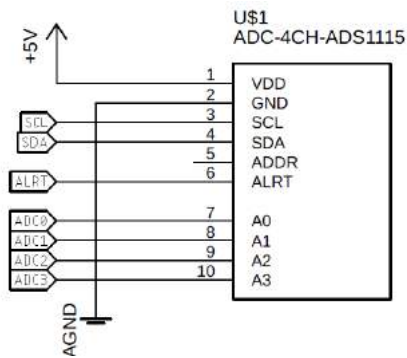 U$1
ADC-4CH-ADS1115
+5V
1 VDD
2 GND
SCL 3 SCL
SDA 4 SDA
5 ADDR
ALRT 6 ALRT
ADC0 7 A0
ADC1 8 A1
ADC2 9 A2
ADC3 10 A3
AGND